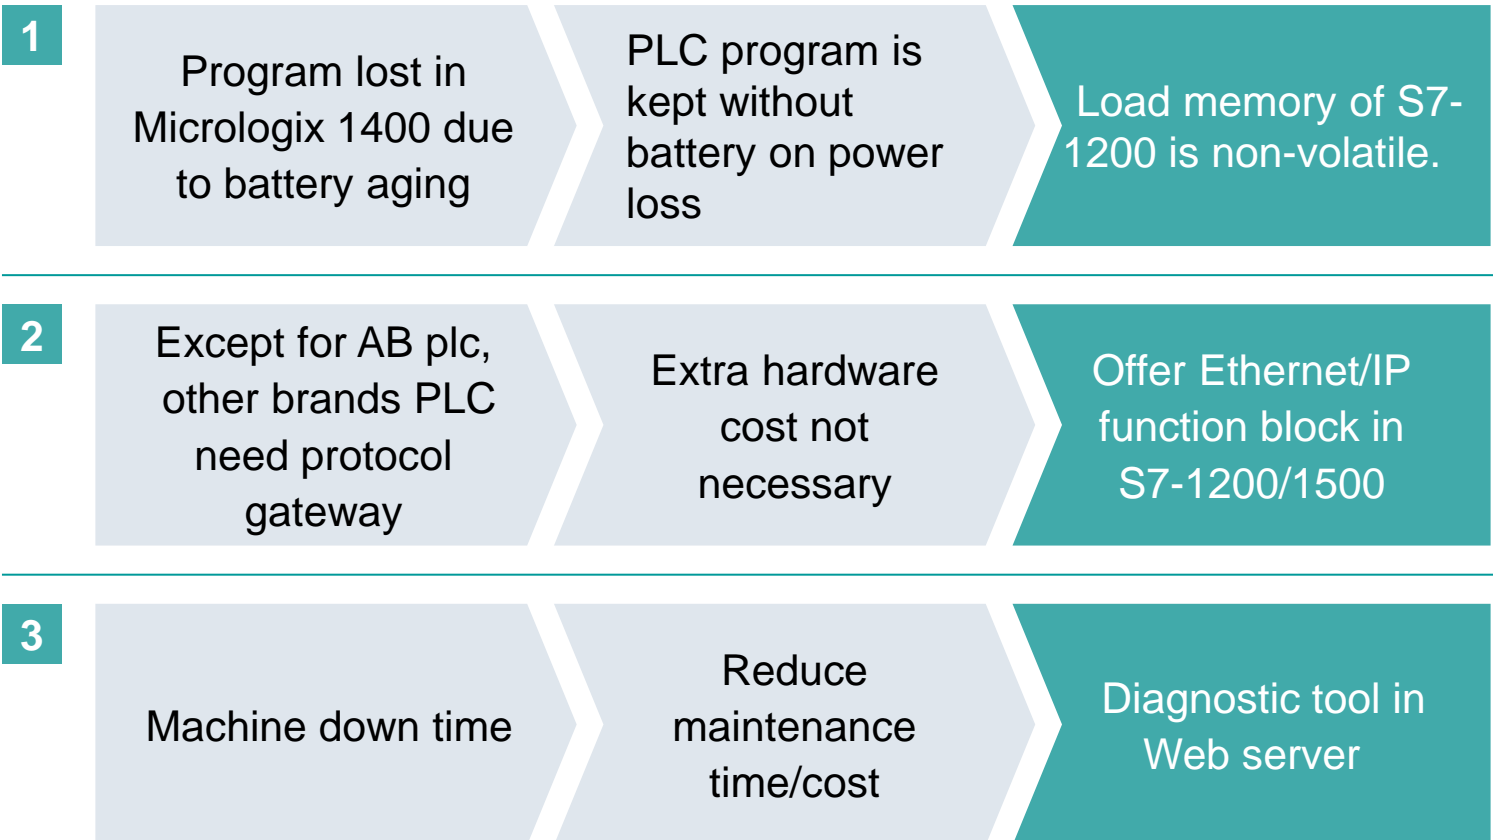 1
Program lost in
Micrologix 1400 due
to battery aging
PLC program is
kept without
battery on power
loss
Load memory of S7-
1200 is non-volatile.
2
Except for AB plc,
other brands PLC
need protocol
gateway
Extra hardware
cost not
necessary
Offer Ethernet/IP
function block in
S7-1200/1500
3
Machine down time
Reduce
maintenance
time/cost
Diagnostic tool in
Web server